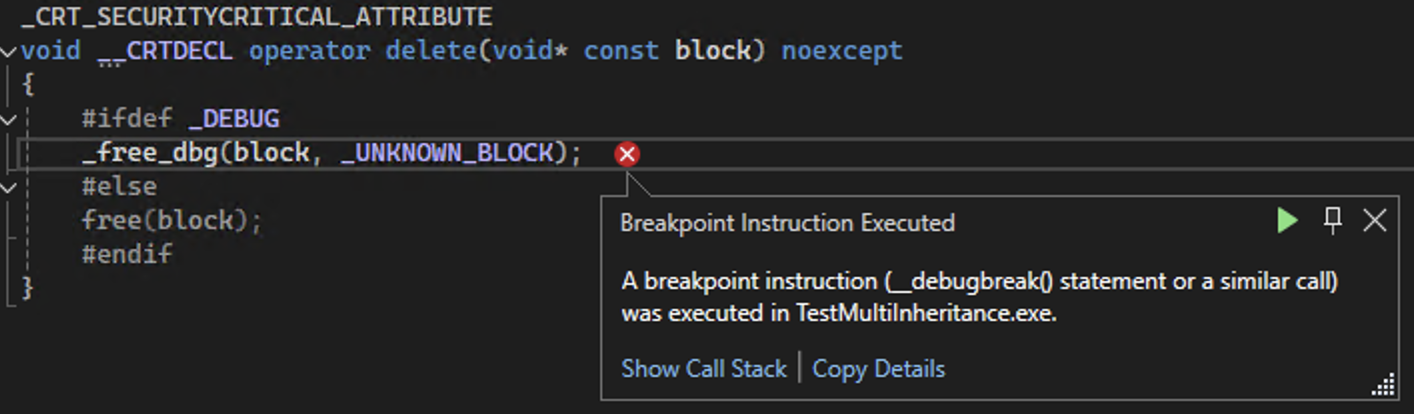 _CRT_SECURITYCRITICAL_ATTRIBUTE
void __CRTDECL operator delete(void* const block) noexcept
{
#ifdef _DEBUG
_free_dbg(block, _UNKNOWN_BLOCK);
#else
free(block);
#endif
}
Breakpoint Instruction Executed
A breakpoint instruction (__debugbreak() statement or a similar call)
was executed in TestMultiInheritance.exe.
Show Call Stack | Copy Details